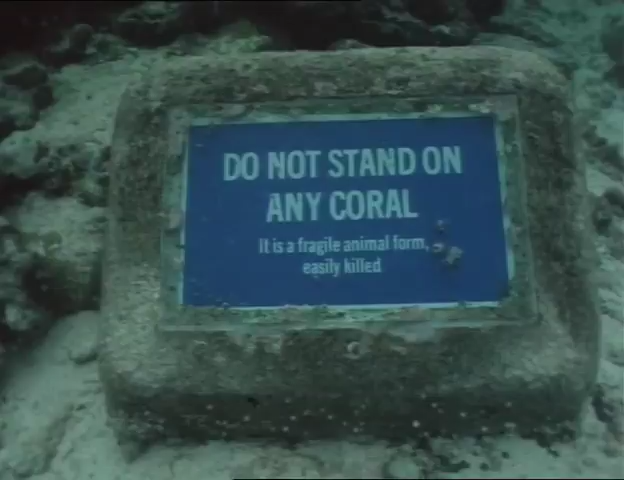 DO NOT STAND ON
ANY CORAL
It is a fragile animal form,
easily killed